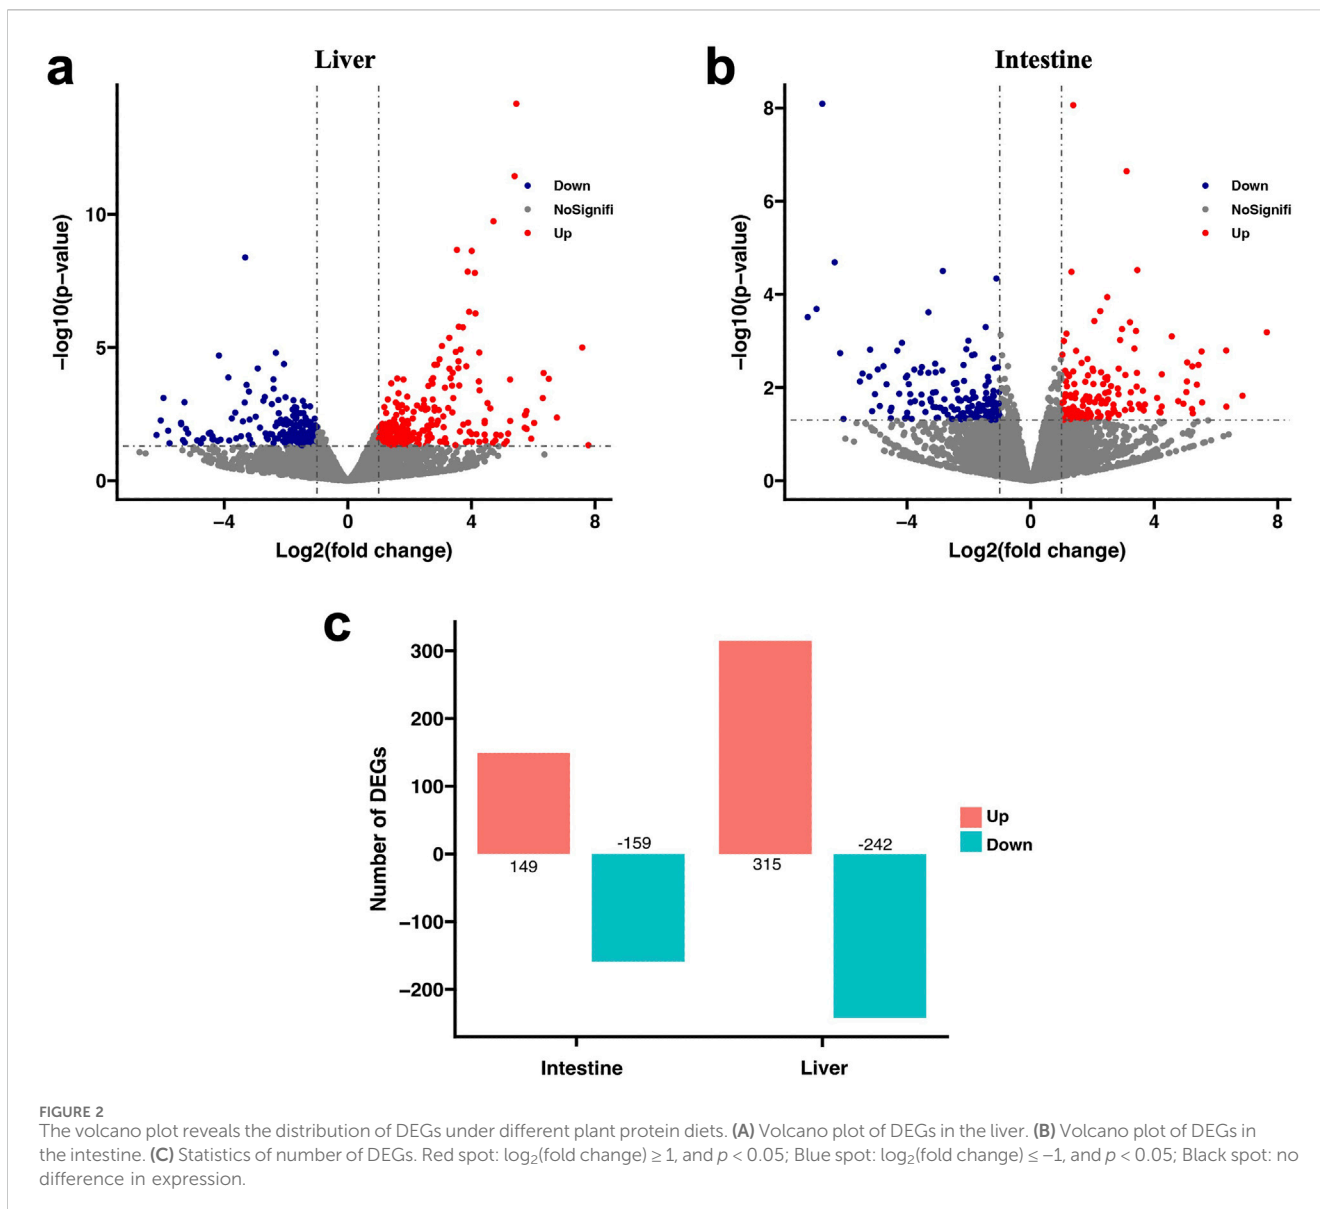 a
Liver
−log10(p−value)
10
5
0
Down
NoSignifi
Up
−4
0
4
8
Log2(fold change)
b
Intestine
−log10(p−value)
8
6
4
2
0
Down
NoSignifi
Up
−4
0
4
8
Log2(fold change)
c
Number of DEGs
300
200
100
0
−100
−200
149
-159
315
-242
Up
Down
Intestine
Liver
FIGURE 2
The volcano plot reveals the distribution of DEGs under different plant protein diets. (A) Volcano plot of DEGs in the liver. (B) Volcano plot of DEGs in
the intestine. (C) Statistics of number of DEGs. Red spot: log₂(fold change) ≥ 1, and p < 0.05; Blue spot: log₂(fold change) ≤ −1, and p < 0.05; Black spot: no
difference in expression.